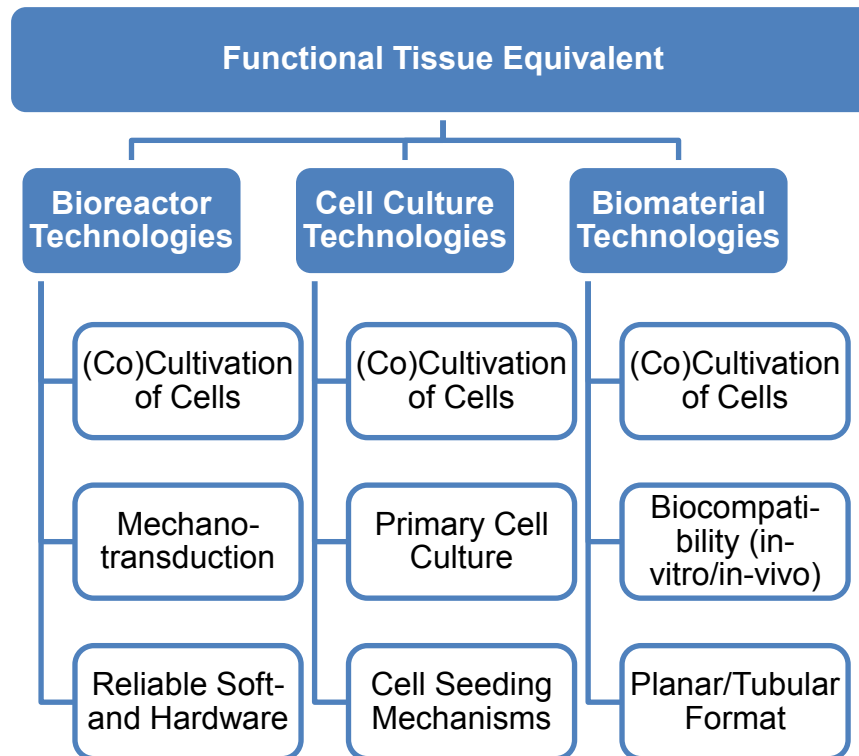 Functional Tissue Equivalent
Bioreactor
Technologies
Cell Culture
Technologies
Biomaterial
Technologies
(Co)Cultivation
of Cells
Mechano-
transduction
Reliable Soft-
and Hardware
(Co)Cultivation
of Cells
Primary Cell
Culture
Cell Seeding
Mechanisms
(Co)Cultivation
of Cells
Biocompati-
bility (in-
vitro/in-vivo)
Planar/Tubular
Format